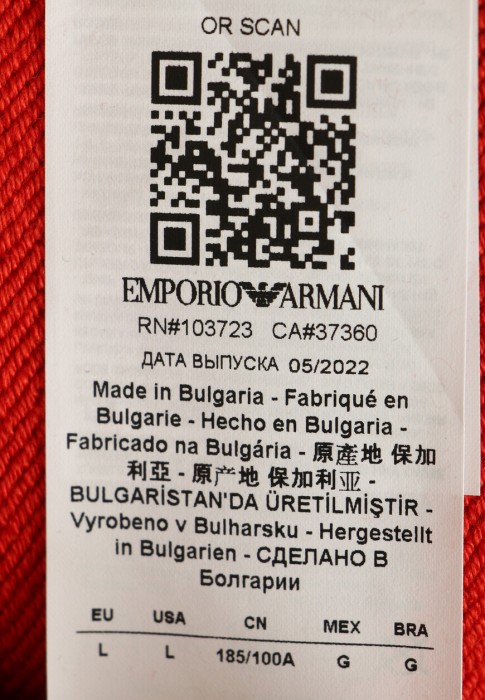 OR SCAN
EMPORIO ARMANI
RN#103723 CA#37360
ДАТА ВЫПУСКА 05/2022
Made in Bulgaria - Fabriqué en
Bulgarie - Hecho en Bulgaria -
Fabricado na Bulgária - 原產地 保加
利亞 - 原产地 保加利亚 -
BULGARİSTAN'DA ÜRETİLMİŞTİR -
Vyrobeno v Bulharsku - Hergestellt
in Bulgarien - СДЕЛАНО В
Болгарии
EU USA CN MEX BRA
L L 185/100A G G